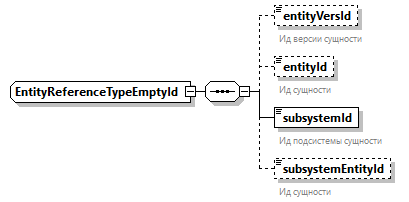 entityVersId
Ид версии сущности
entityId
Ид сущности
EntityReferenceTypeEmptyId
subsystemId
Ид подсистемы сущности
subsystemEntityId
Ид сущности